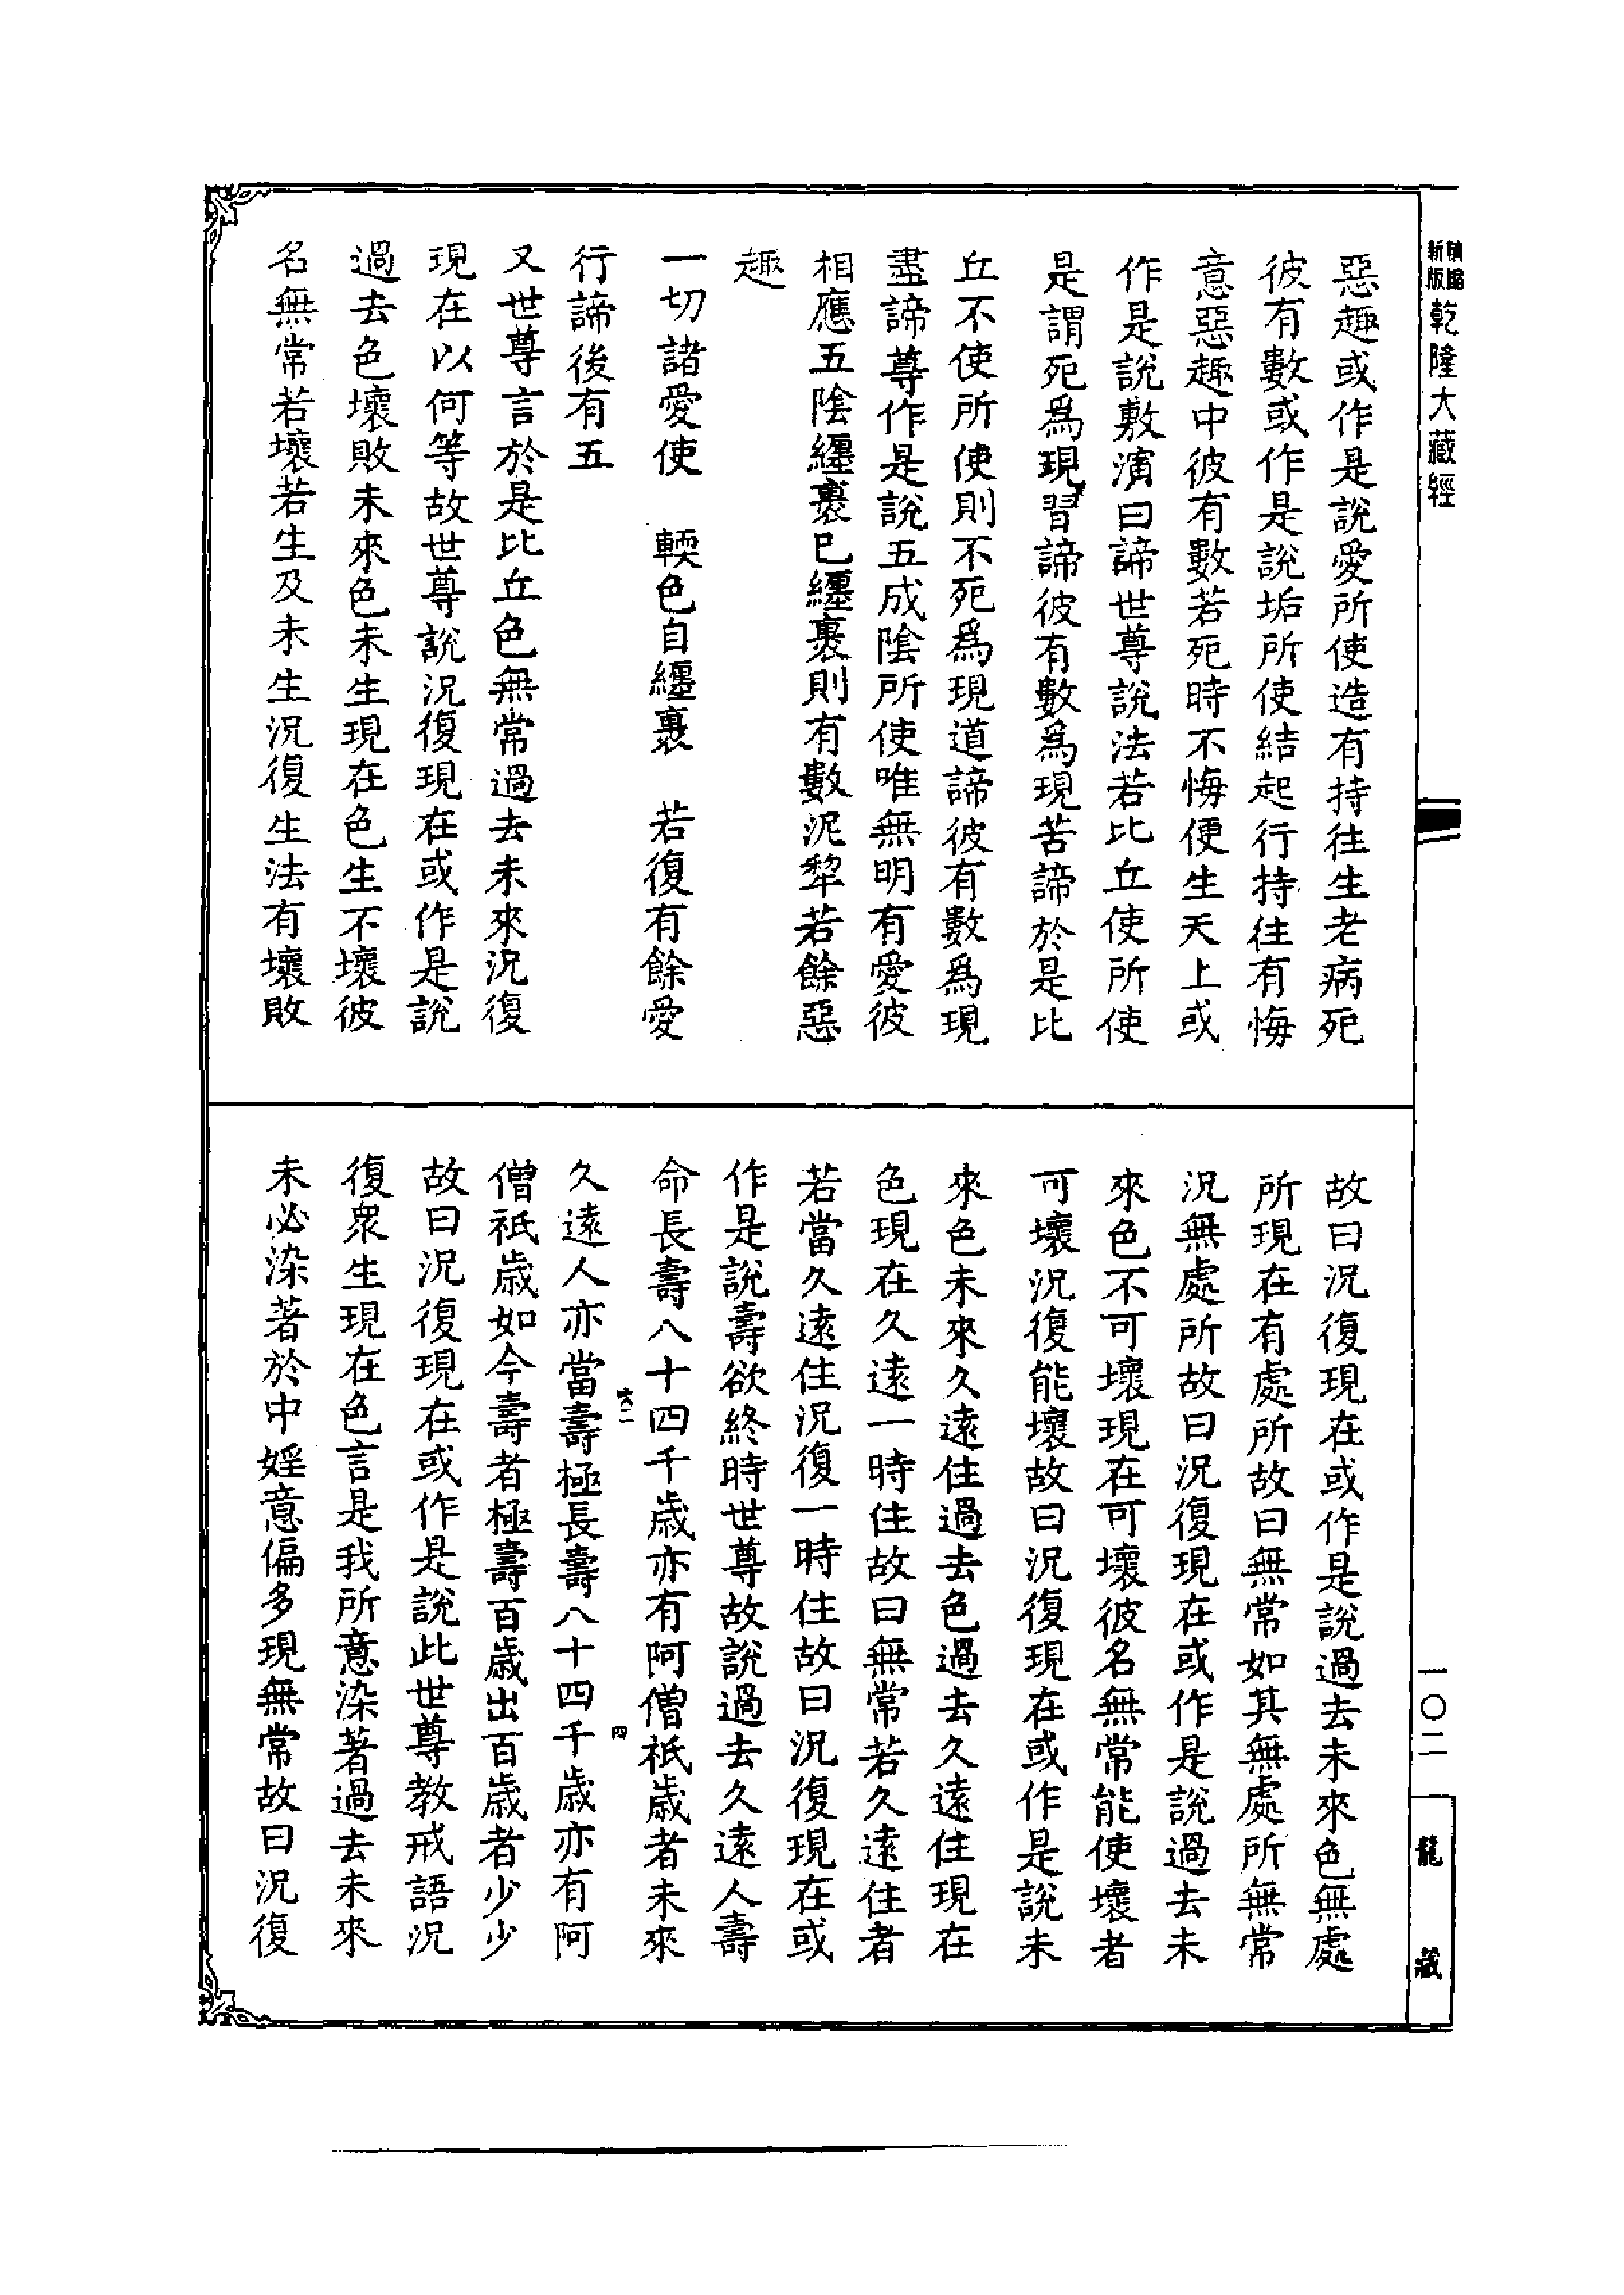 新版精縮乾隆大藏經
惡趣或作是說愛所使造有持往生老病死
彼有數或作是說垢所使結起行持往有悔
意惡趣中彼有數若死時不悔便生天上或
作是說敷演曰諦世尊說法若比丘使所使
是謂死為現習諦彼有數為現苦諦於是比
丘不使所使則不死為現道諦彼有數為現
盡諦尊作是說五成陰所使唯無明有愛彼
相應五陰纏裹已纏裹則有數泥犂若餘惡
趣
一切諸愛使 輭色自纏裹 若復有餘愛
行諦後有五
又世尊言於是比丘色無常過去未來況復
現在以何等故世尊說況復現在或作是說
過去色壞敗未來色未生現在色生不壞彼
名無常若壞若生及未生況復生法有壞敗
故曰況復現在或作是說過去未來色無處
所現在有處所故曰無常如其無處所無常
況無處所故曰況復現在或作是說過去未
來色不可壞現在可壞彼名無常能使壞者
可壞況復能壞故曰況復現在或作是說未
來色未來久遠住過去色過去久遠住現在
色現在久遠一時住故曰無常若久遠住者
若當久遠住況復一時住故曰況復現在或
作是說壽欲終時世尊故說過去久遠人壽
命長壽八十四千歲亦有阿僧祇歲者未來
久遠人亦當壽極長壽八十四千歲亦有阿
僧祇歲如今壽者極壽百歲出百歲者少少
故曰況復現在或作是說此世尊教戒語況
復眾生現在色言是我所意染著過去未來
未必染著於中婬意偏多現無常故曰況復
一〇二
龍藏